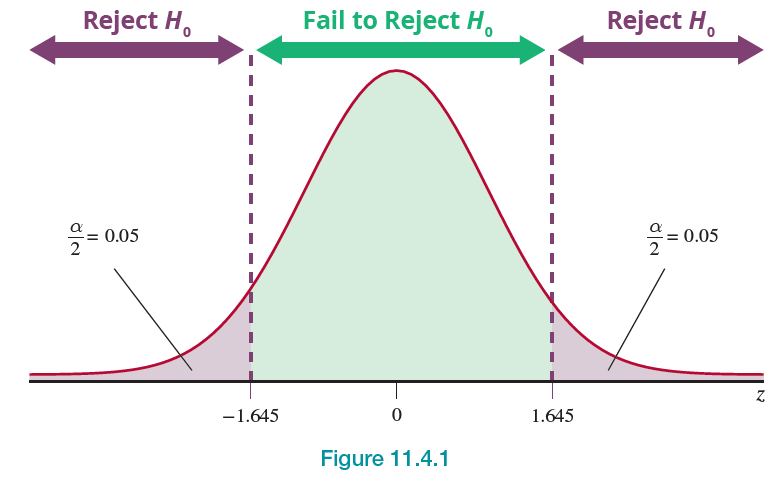 Reject H₀
Fail to Reject H₀
Reject H₀
α/2 = 0.05
α/2 = 0.05
−1.645
0
1.645
z
Figure 11.4.1